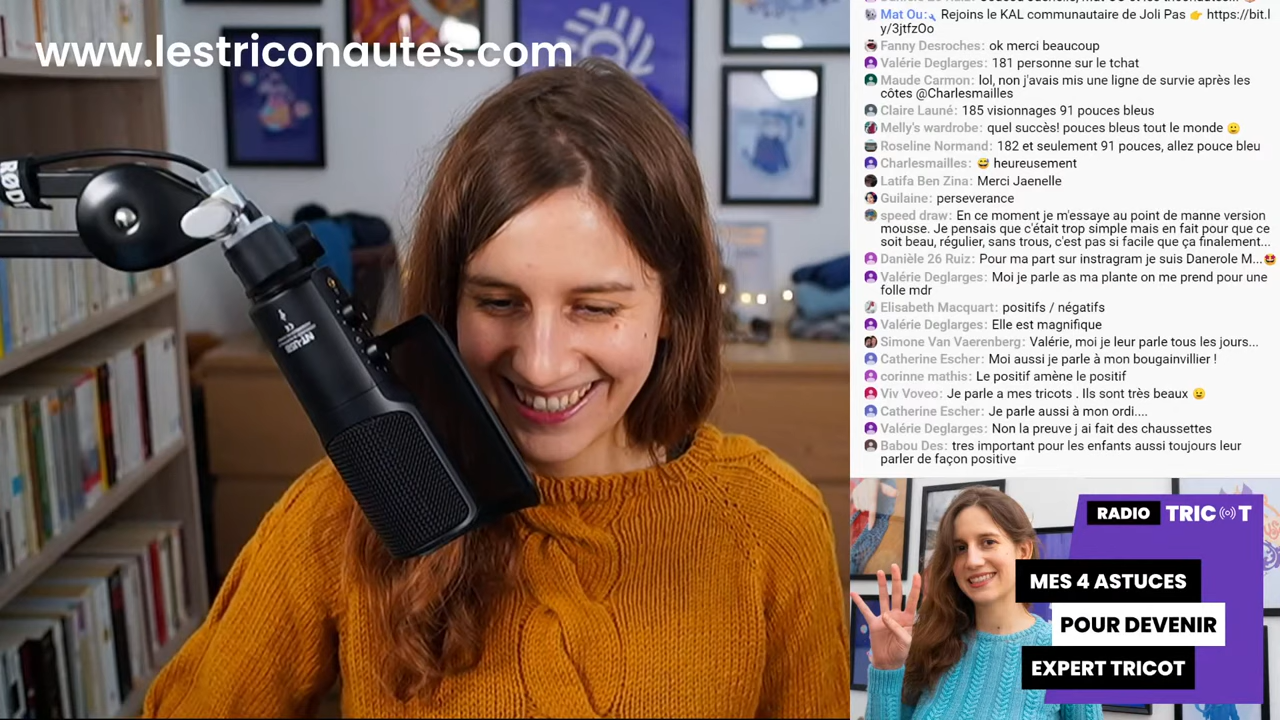 www.lestriconautes.com
Mat Ou: Rejoins le KAL communautaire de Joli Pas 👉 https://bit.l
y/3jtfzOo
Fanny Desroches: ok merci beaucoup
Valérie Deglarges: 181 personne sur le tchat
Maude Carmon: lol, non j'avais mis une ligne de survie après les
côtes @Charlesmailles
Claire Launé: 185 visionnages 91 pouces bleus
Melly's wardrobe: quel succès! pouces bleus tout le monde 🙂
Roseline Normand: 182 et seulement 91 pouces, allez pouce bleu
Charlesmailles: 😅 heureusement
Latifa Ben Zina: Merci Jaenelle
Guilaine: perseverance
speed draw: En ce moment je m'essaye au point de manne version
mousse. Je pensais que c'était trop simple mais en fait pour que ce
soit beau, régulier, sans trous, c'est pas si facile que ça finalement...
Danièle 26 Ruiz: Pour ma part sur instragram je suis Danerole M...🤩
Valérie Deglarges: Moi je parle as ma plante on me prend pour une
folle mdr
Elisabeth Macquart: positifs / négatifs
Valérie Deglarges: Elle est magnifique
Simone Van Vaerenberg: Valérie, moi je leur parle tous les jours...
Catherine Escher: Moi aussi je parle à mon bougainvillier !
corinne mathis: Le positif amène le positif
Viv Voveo: Je parle a mes tricots . Ils sont très beaux 😉
Catherine Escher: Je parle aussi à mon ordi....
Valérie Deglarges: Non la preuve j ai fait des chaussettes
Babou Des: tres important pour les enfants aussi toujours leur
parler de façon positive
RØDE
NT-USB
RADIO TRICOT
MES 4 ASTUCES
POUR DEVENIR
EXPERT TRICOT